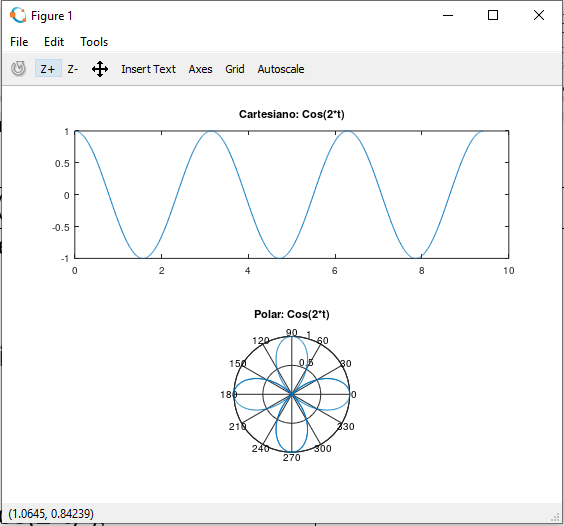 Figure 1
File Edit Tools
Z+ Z- Insert Text Axes Grid Autoscale
Cartesiano: Cos(2*t)
1
0.5
0
-0.5
-1
0 2 4 6 8 10
Polar: Cos(2*t)
90 1
120 60
0.5
150 30
180 0
210 330
240 300
270
(1.0645, 0.84239)